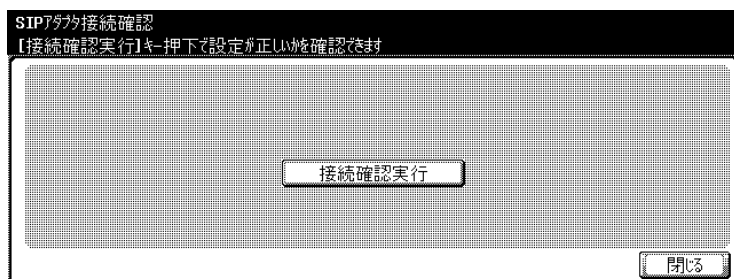 SIPｱﾀﾞﾌﾟﾀ接続確認
【接続確認実行】ｷｰ押下で設定が正しいかを確認できます
接続確認実行
閉じる